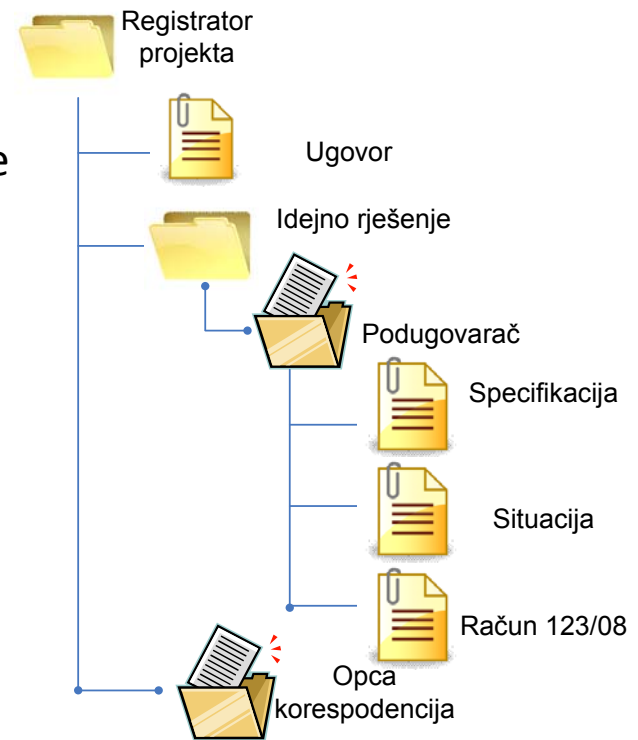 Registrator
projekta
e
Ugovor
Idejno rješenje
Podugovarač
Specifikacija
Situacija
Račun 123/08
Opca
korespodencija